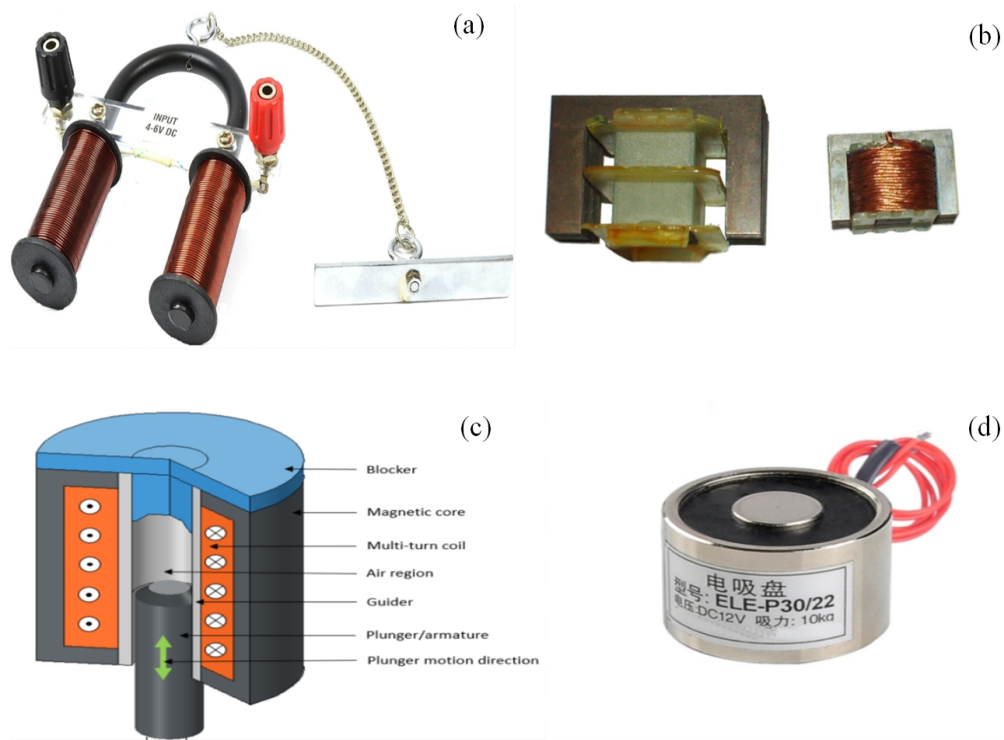 (a)
INPUT
4-6V DC
(b)
(c)
Blocker
Magnetic core
Multi-turn coil
Air region
Guider
Plunger/armature
Plunger motion direction
(d)
电吸盘
型号: ELE-P30/22
电压:DC12V 吸力: 10kg